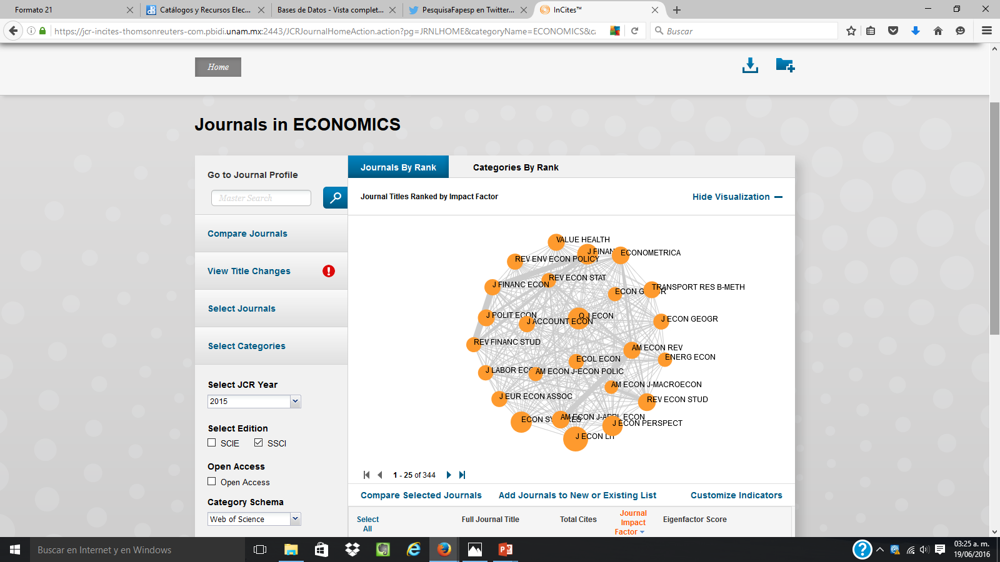 Formato 21
Catálogos y Recursos Elec...
Bases de Datos - Vista complet...
PesquisaFapesp en Twitter...
InCites™
https://jcr-incites-thomsonreuters-com.pbidi.unam.mx:2443/JCRJournalHomeAction.action?pg=JRNLHOME&categoryName=ECONOMICS&ca
Buscar
Home
Journals in ECONOMICS
Go to Journal Profile
Master Search
Compare Journals
View Title Changes
Select Journals
Select Categories
Select JCR Year
2015
Select Edition
SCIE
SSCI
Open Access
Open Access
Category Schema
Web of Science
Journals By Rank
Categories By Rank
Journal Titles Ranked by Impact Factor
Hide Visualization
VALUE HEALTH
J FINAN
ECONOMETRICA
REV ENV ECON POLICY
REV ECON STAT
J FINANC ECON
ECON G
TRANSPORT RES B-METH
J POLIT ECON
Q J ECON
J ACCOUNT ECON
J ECON GEOGR
REV FINANC STUD
AM ECON REV
ECOL ECON
ENERG ECON
J LABOR ECON
AM ECON J-ECON POLIC
AM ECON J-MACROECON
J EUR ECON ASSOC
REV ECON STUD
ECON SY RES
AM ECON J-APPL ECON
J ECON PERSPECT
J ECON LIT
1 - 25 of 344
Compare Selected Journals
Add Journals to New or Existing List
Customize Indicators
Select All
Full Journal Title
Total Cites
Journal Impact Factor
Eigenfactor Score
Buscar en Internet y en Windows
03:25 a. m.
19/06/2016